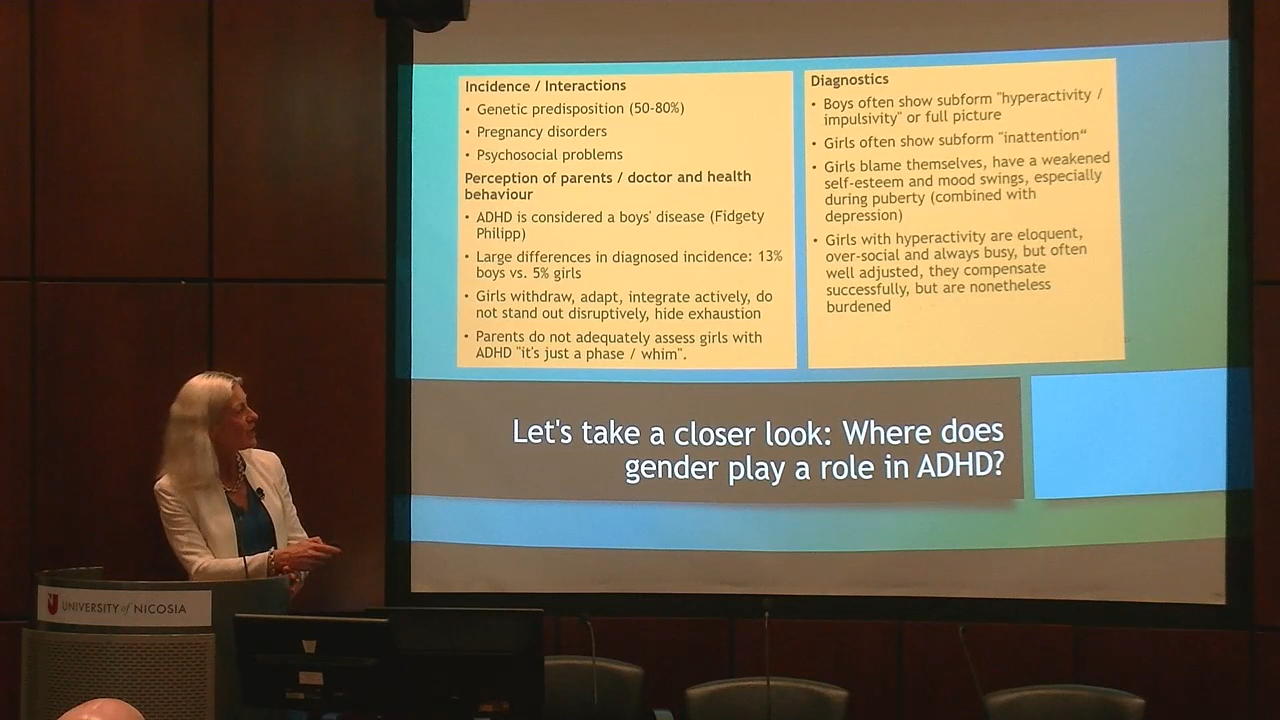 Incidence / Interactions
• Genetic predisposition (50-80%)
• Pregnancy disorders
• Psychosocial problems
Perception of parents / doctor and health
behaviour
• ADHD is considered a boys' disease (Fidgety
Philipp)
• Large differences in diagnosed incidence: 13%
boys vs. 5% girls
• Girls withdraw, adapt, integrate actively, do
not stand out disruptively, hide exhaustion
• Parents do not adequately assess girls with
ADHD "it's just a phase / whim".
Diagnostics
• Boys often show subform "hyperactivity /
impulsivity" or full picture
• Girls often show subform "inattention“
• Girls blame themselves, have a weakened
self-esteem and mood swings, especially
during puberty (combined with
depression)
• Girls with hyperactivity are eloquent,
over-social and always busy, but often
well adjusted, they compensate
successfully, but are nonetheless
burdened
Let's take a closer look: Where does
gender play a role in ADHD?
UNIVERSITY of NICOSIA